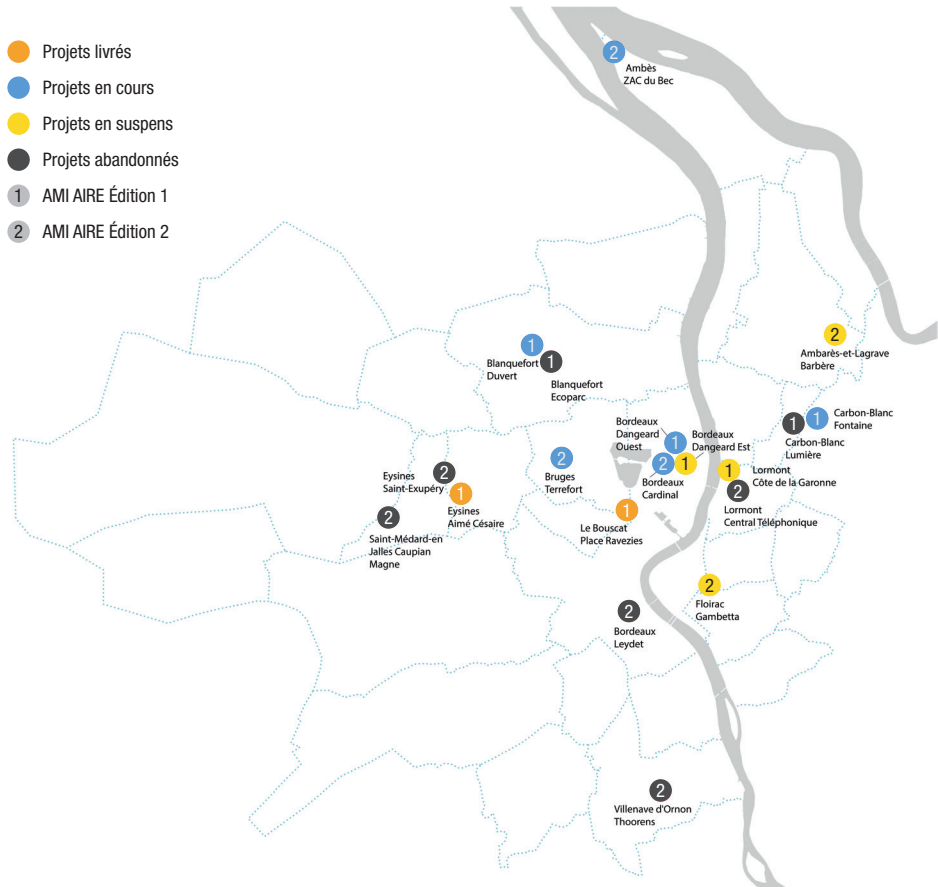 Projets livrés
Projets en cours
Projets en suspens
Projets abandonnés
1 AMI AIRE Édition 1
2 AMI AIRE Édition 2
2
Ambès
ZAC du Bec
2
Ambarès-et-Lagrave
Barbère
1
Blanquefort
Duvert
1
Blanquefort
Ecoparc
1
Carbon-Blanc
Fontaine
1
Carbon-Blanc
Lumière
Bordeaux
Dangeard
Ouest
1
Bordeaux
Dangeard Est
1
2
Bordeaux
Cardinal
2
Bruges
Terrefort
1
Lormont
Côte de la Garonne
2
Lormont
Central Téléphonique
2
Eysines
Saint-Exupéry
1
Eysines
Aimé Césaire
2
Saint-Médard-en
Jalles Caupian
Magne
1
Le Bouscat
Place Ravezies
2
Floirac
Gambetta
2
Bordeaux
Leydet
2
Villenave d'Ornon
Thoorens